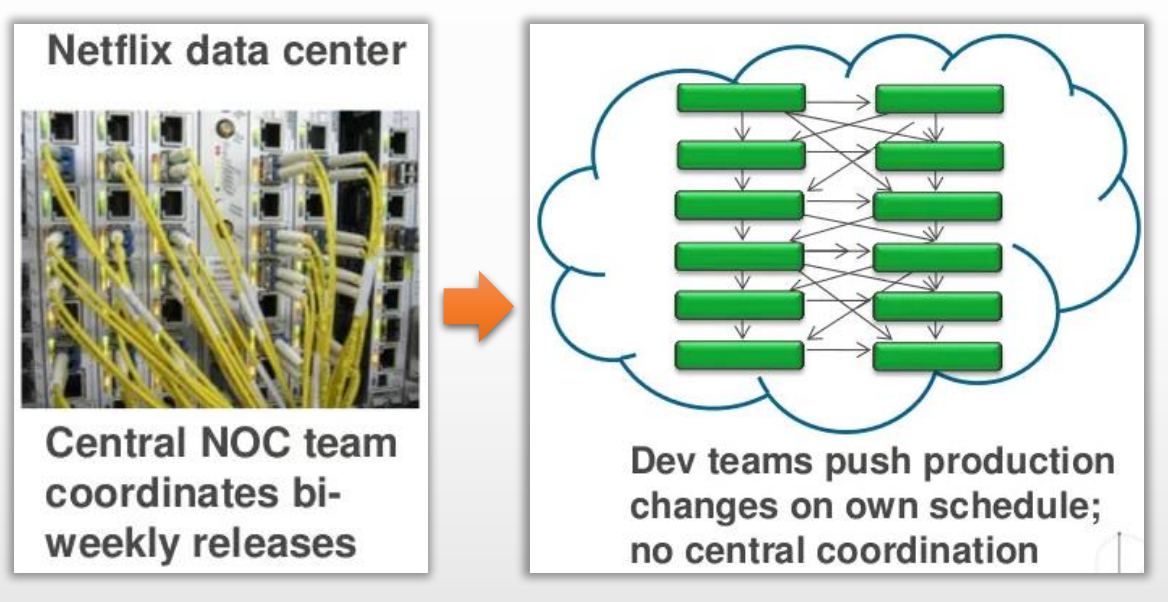 Netflix data center
Central NOC team
coordinates bi-
weekly releases
Dev teams push production
changes on own schedule;
no central coordination